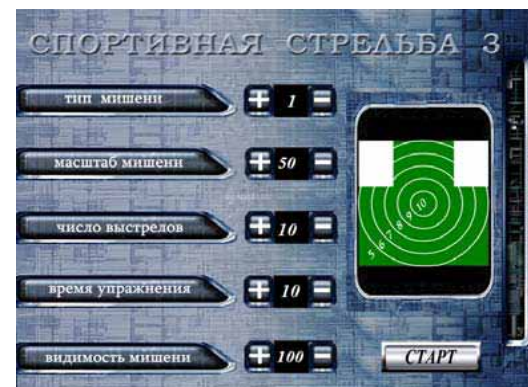 СПОРТИВНАЯ СТРЕЛЬБА 3
тип мишени + 1 =
масштаб мишени + 50 =
число выстрелов + 10 =
время упражнения + 10 =
видимость мишени + 100 =
5 6 7 8 9 10
СТАРТ